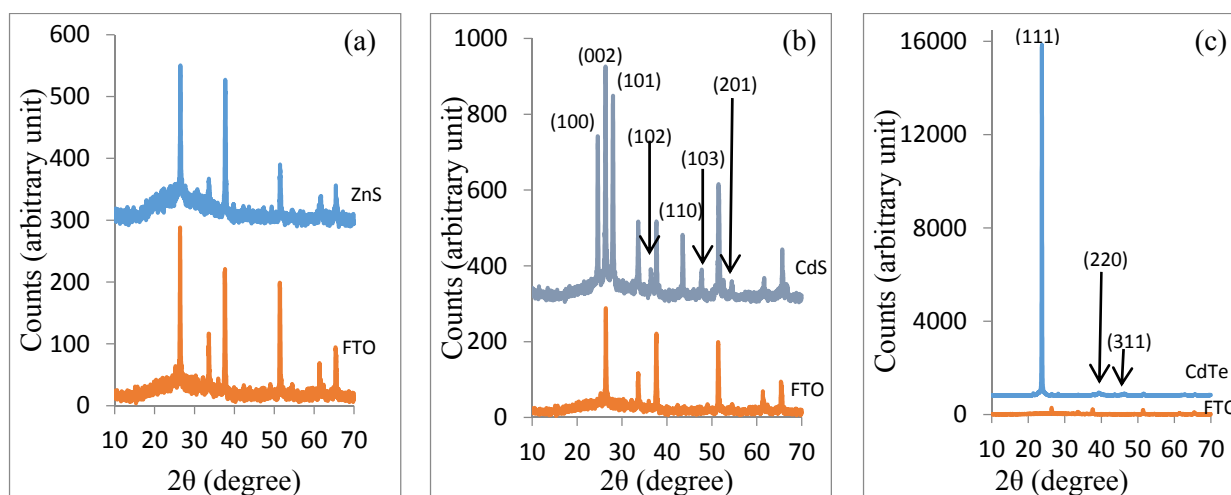 (a)
600
500
400
300
200
100
0
Counts (arbitrary unit)
ZnS
FTO
10 20 30 40 50 60 70
2θ (degree)
(b)
1000
800
600
400
200
0
Counts (arbitrary unit)
(002)
(101)
(201)
(100)
(102)
(103)
(110)
CdS
FTO
10 20 30 40 50 60 70
2θ (degree)
(c)
16000
12000
8000
4000
0
Counts (arbitrary unit)
(111)
(220)
(311)
CdTe
FTO
10 20 30 40 50 60 70
2θ (degree)